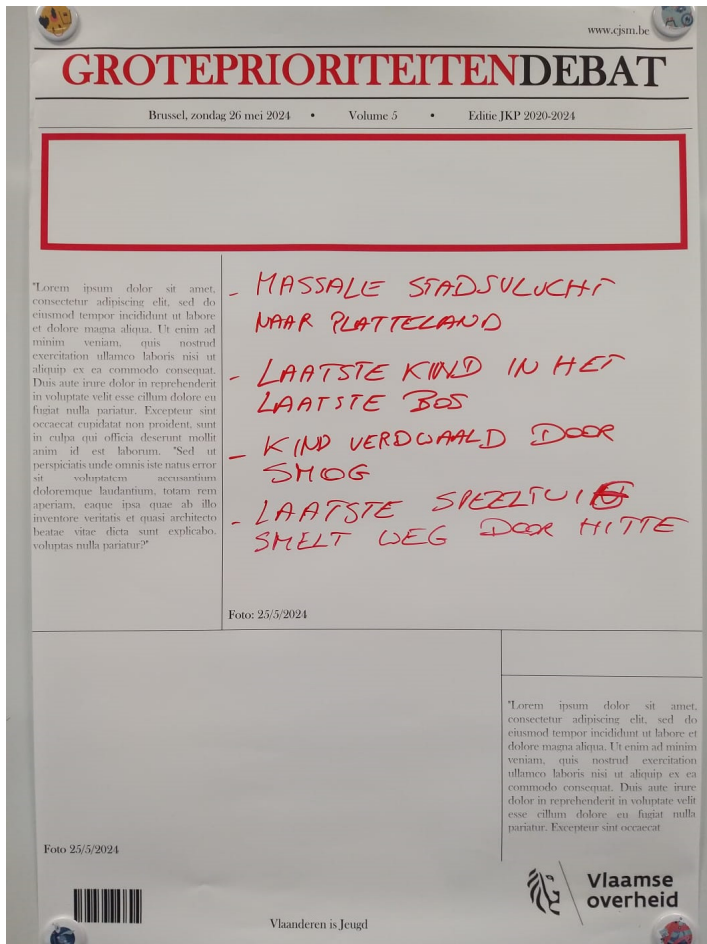 www.cjsm.be
GROTEPRIORITEITENDEBAT
Brussel, zondag 26 mei 2024 • Volume 5 • Editie JKP 2020-2024
"Lorem ipsum dolor sit amet,
consectetur adipiscing elit, sed do
eiusmod tempor incididunt ut labore
et dolore magna aliqua. Ut enim ad
minim veniam, quis nostrud
exercitation ullamco laboris nisi ut
aliquip ex ea commodo consequat.
Duis aute irure dolor in reprehenderit
in voluptate velit esse cillum dolore eu
fugiat nulla pariatur. Excepteur sint
occaecat cupidatat non proident, sunt
in culpa qui officia deserunt mollit
anim id est laborum. "Sed ut
perspiciatis unde omnis iste natus error
sit voluptatem accusantium
doloremque laudantium, totam rem
aperiam, eaque ipsa quae ab illo
inventore veritatis et quasi architecto
beatae vitae dicta sunt explicabo.
voluptas nulla pariatur?"
- MASSALE STADSVLUCHT
NAAR PLATTELAND
- LAATSTE KIND IN HET
LAATSTE BOS
- KIND VERDWAALD DOOR
SMOG
- LAATSTE SPEELTUIG
SMELT WEG DOOR HITTE
Foto: 25/5/2024
"Lorem ipsum dolor sit amet,
consectetur adipiscing elit, sed do
eiusmod tempor incididunt ut labore et
dolore magna aliqua. Ut enim ad minim
veniam, quis nostrud exercitation
ullamco laboris nisi ut aliquip ex ea
commodo consequat. Duis aute irure
dolor in reprehenderit in voluptate velit
esse cillum dolore eu fugiat nulla
pariatur. Excepteur sint occaecat
Foto 25/5/2024
Vlaamse
overheid
Vlaanderen is Jeugd